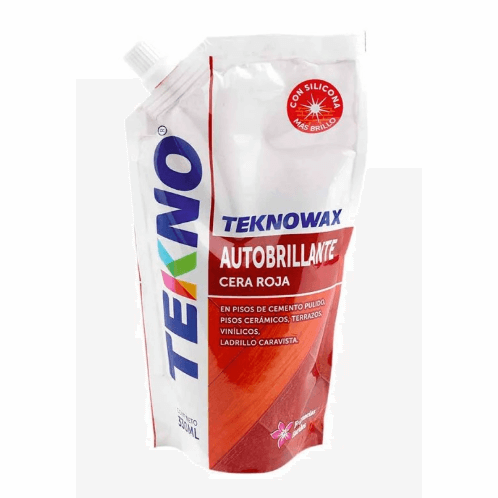 CON SILICONA
MÁS BRILLO
TEKNO
TEKNOWAX
AUTOBRILLANTE
CERA ROJA
EN PISOS DE CEMENTO PULIDO,
PISOS CERÁMICOS, TERRAZOS,
VINÍLICOS,
LADRILLO CARAVISTA.